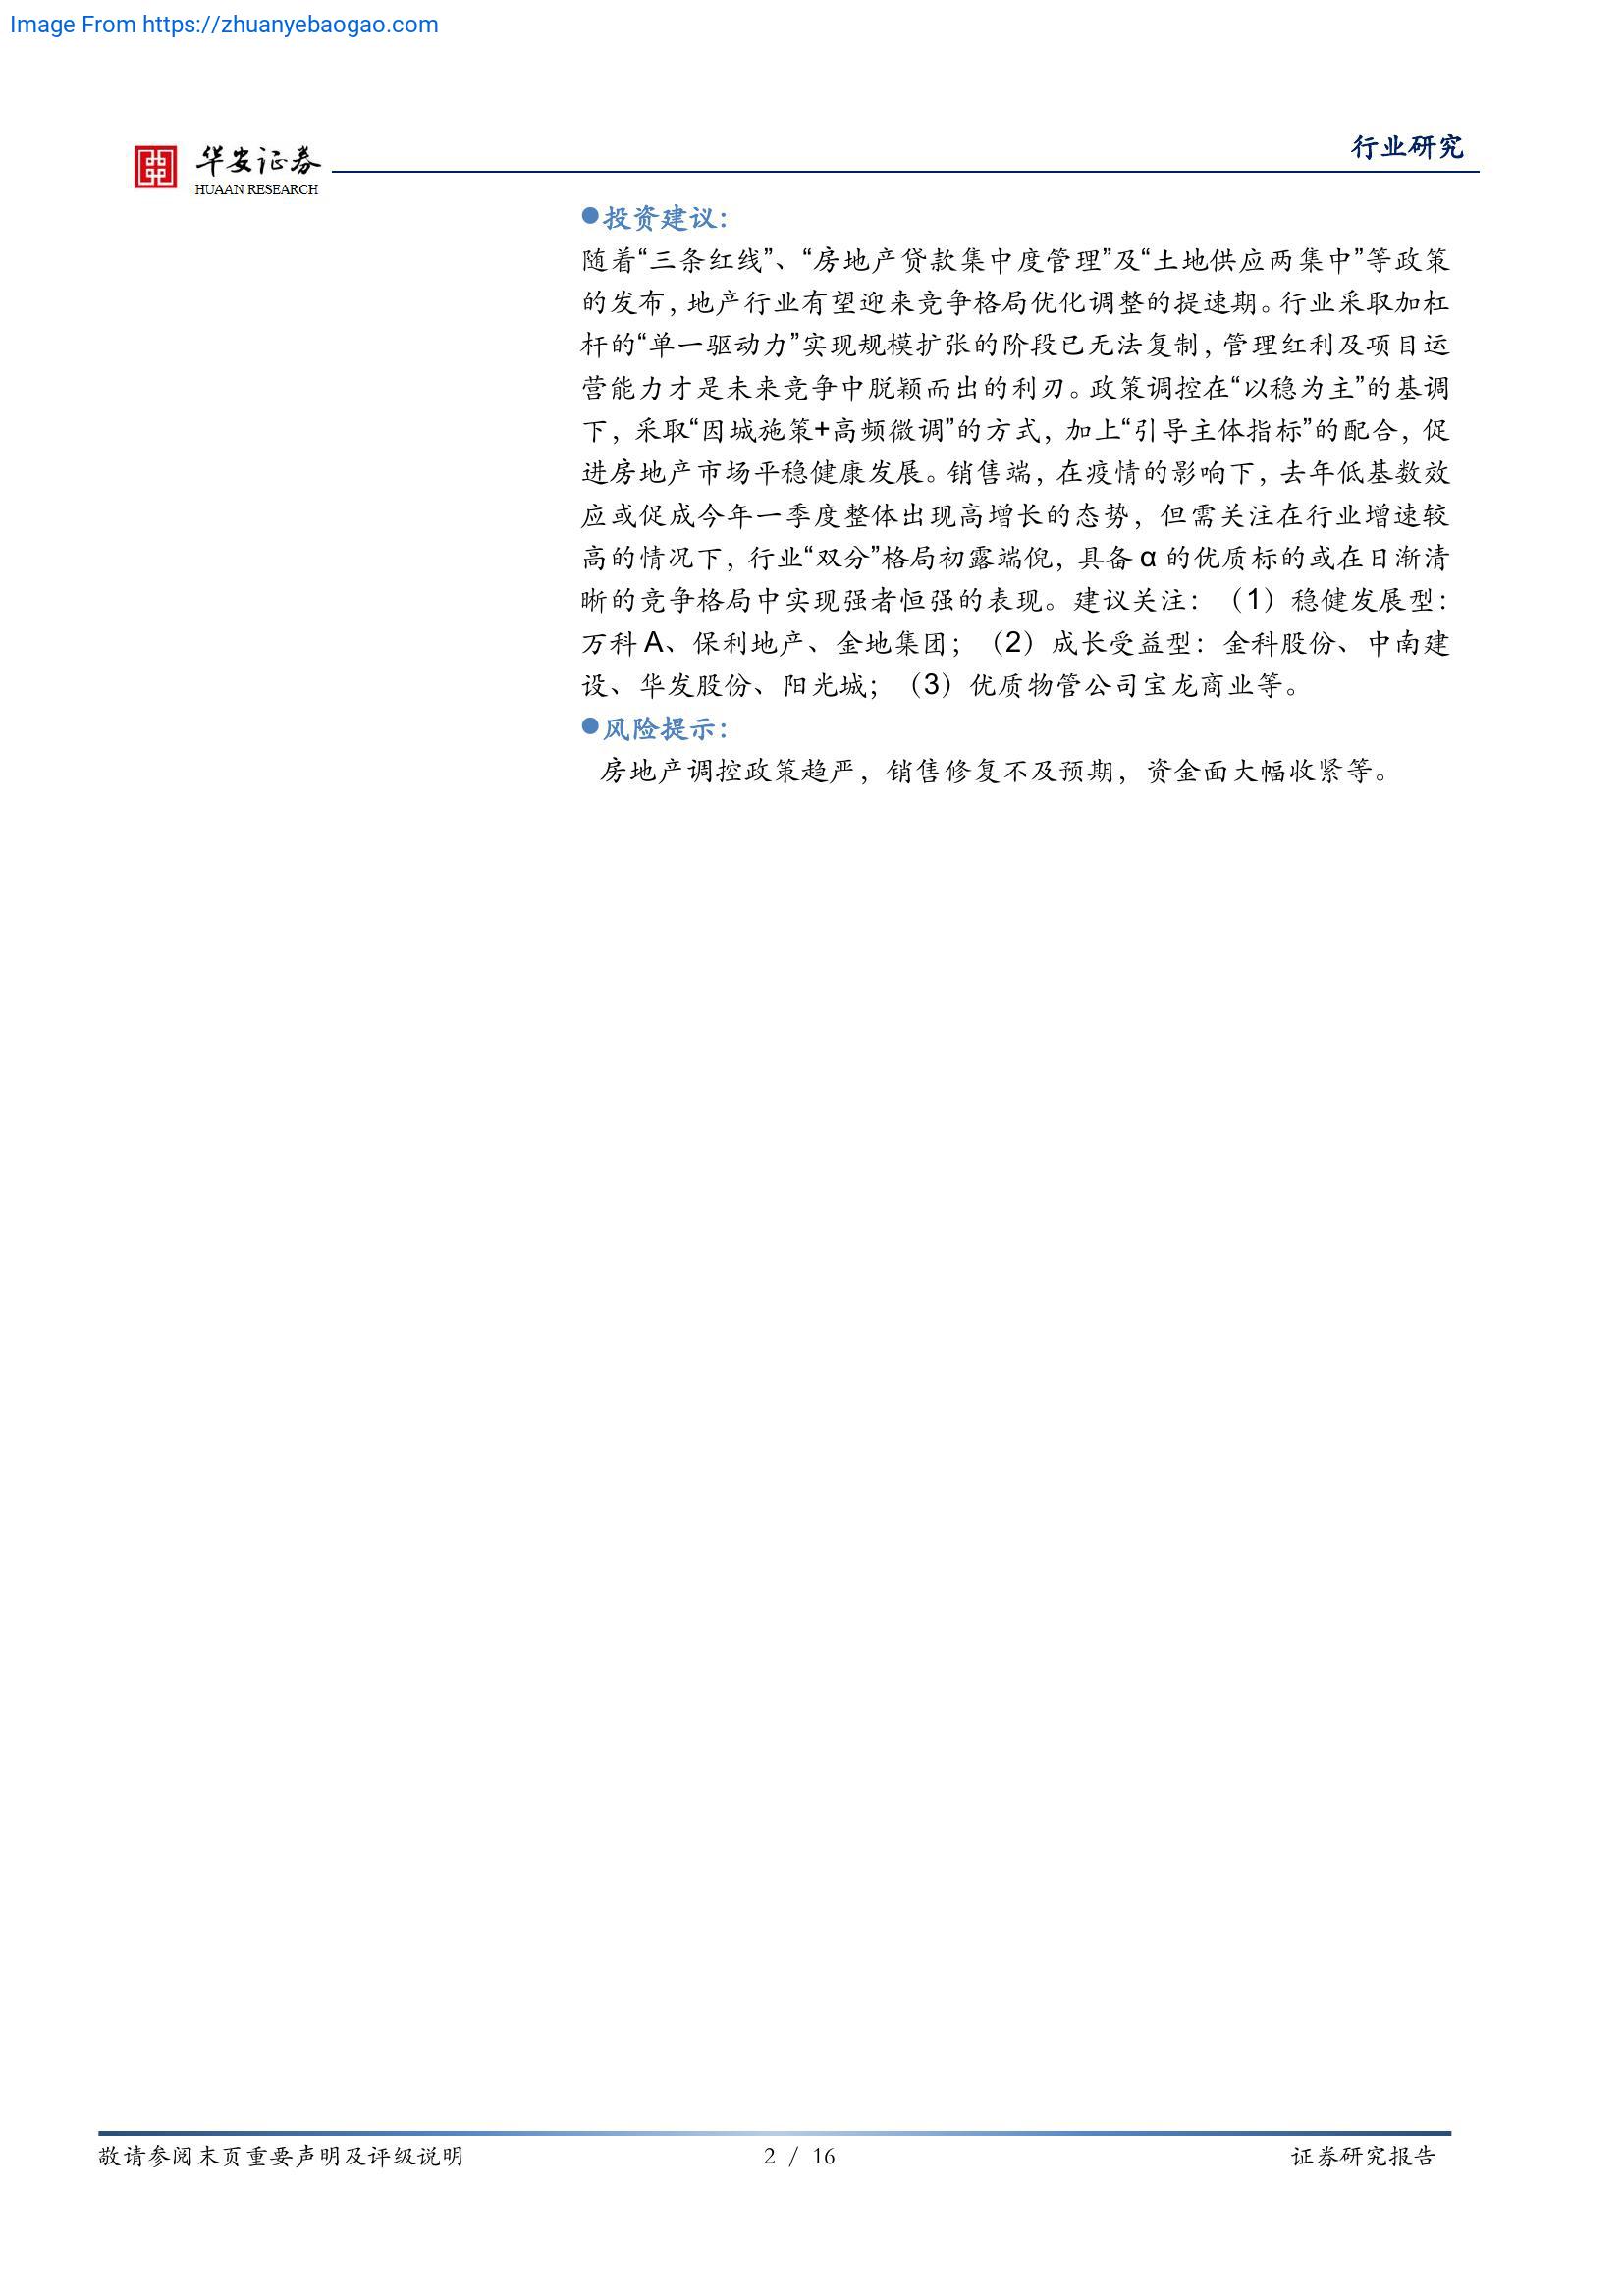 Image From https://zhuanyebaogao.com
华安证券
HUAAN RESEARCH
行业研究
●投资建议：
随着“三条红线”、“房地产贷款集中度管理”及“土地供应两集中”等政策
的发布，地产行业有望迎来竞争格局优化调整的提速期。行业采取加杠
杆的“单一驱动力”实现规模扩张的阶段已无法复制，管理红利及项目运
营能力才是未来竞争中脱颖而出的利刃。政策调控在“以稳为主”的基调
下，采取“因城施策+高频微调”的方式，加上“引导主体指标”的配合，促
进房地产市场平稳健康发展。销售端，在疫情的影响下，去年低基数效
应或促成今年一季度整体出现高增长的态势，但需关注在行业增速较
高的情况下，行业“双分”格局初露端倪，具备 α 的优质标的或在日渐清
晰的竞争格局中实现强者恒强的表现。建议关注：（1）稳健发展型：
万科 A、保利地产、金地集团；（2）成长受益型：金科股份、中南建
设、华发股份、阳光城；（3）优质物管公司宝龙商业等。
●风险提示：
房地产调控政策趋严，销售修复不及预期，资金面大幅收紧等。
敬请参阅末页重要声明及评级说明
2 / 16
证券研究报告